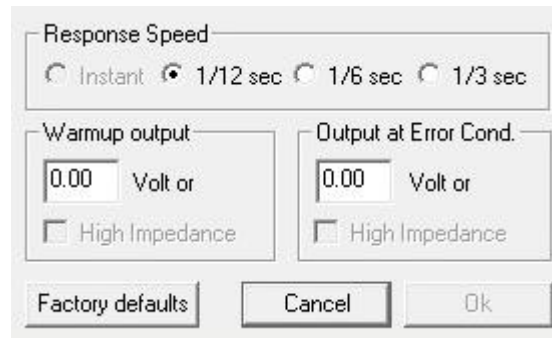 Response Speed
Instant 1/12 sec 1/6 sec 1/3 sec
Warmup output
0.00 Volt or
High Impedance
Output at Error Cond.
0.00 Volt or
High Impedance
Factory defaults Cancel Ok